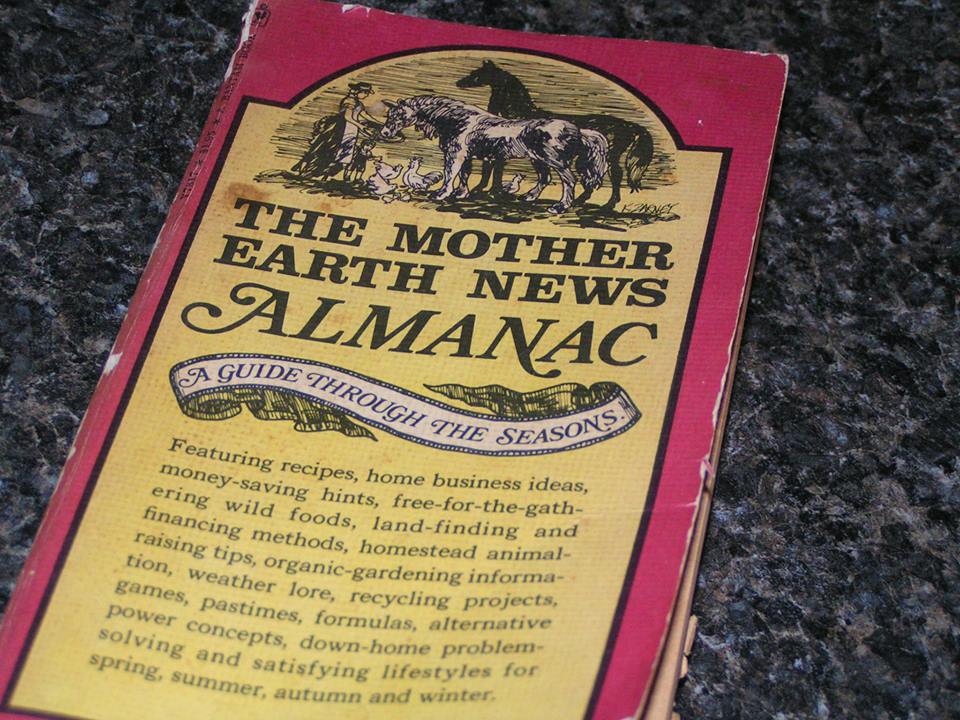 THE MOTHER
EARTH NEWS
ALMANAC
A GUIDE THROUGH THE SEASONS.
Featuring recipes, home business ideas,
money-saving hints, free-for-the-gath-
ering wild foods, land-finding and
financing methods, homestead animal-
raising tips, organic-gardening informa-
tion, weather lore, recycling projects,
games, pastimes, formulas, alternative
power concepts, down-home problem-
solving and satisfying lifestyles for
spring, summer, autumn and winter.